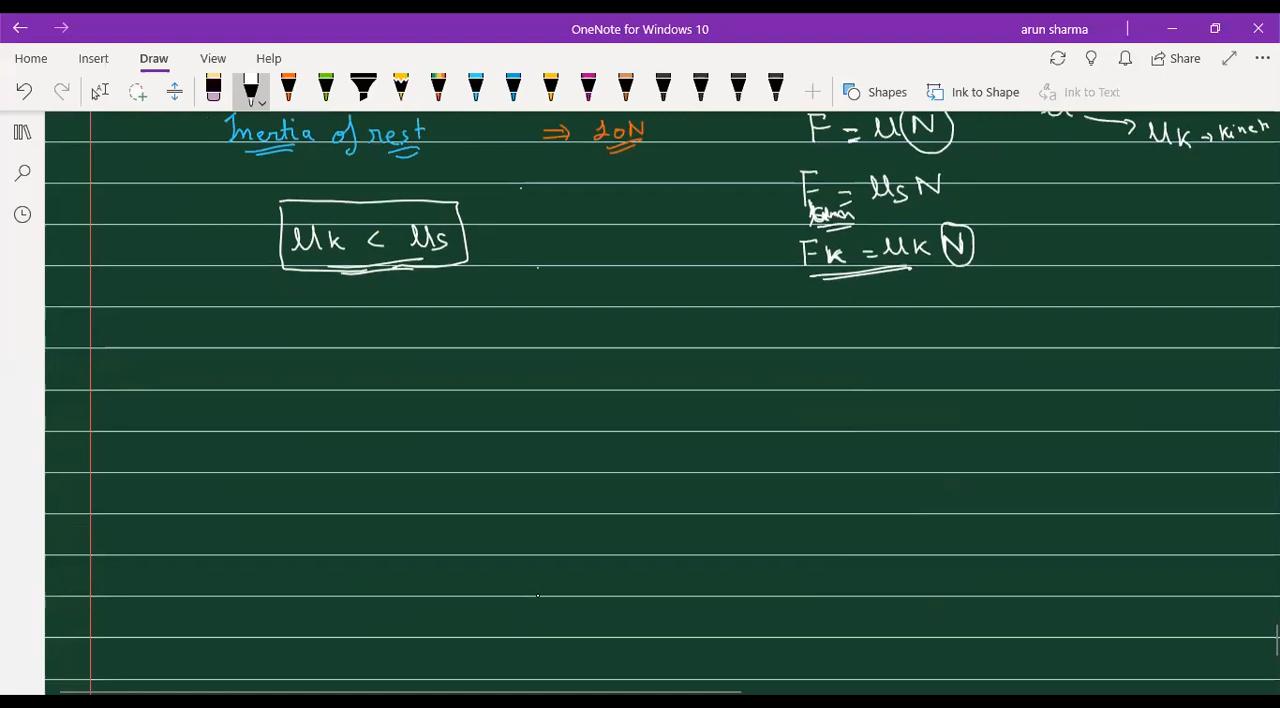 OneNote for Windows 10
arun sharma
Home Insert Draw View Help
Share
Shapes Ink to Shape Ink to Text
Inertia of rest ⇒ 20N
F = μ N
μk → kineti
F = μs N
μk < μs
Fk = μk N